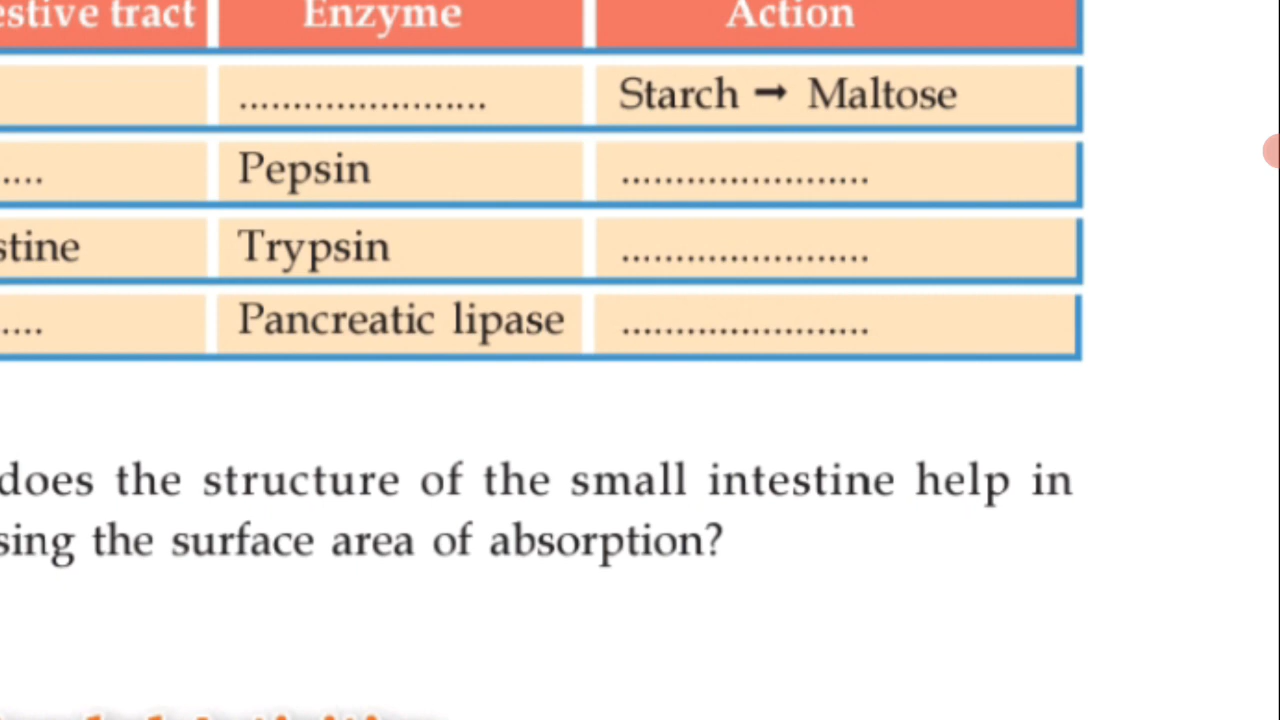 estive tract Enzyme Action
...................... Starch → Maltose
.... Pepsin ......................
stine Trypsin ......................
.... Pancreatic lipase ......................
does the structure of the small intestine help in
sing the surface area of absorption?